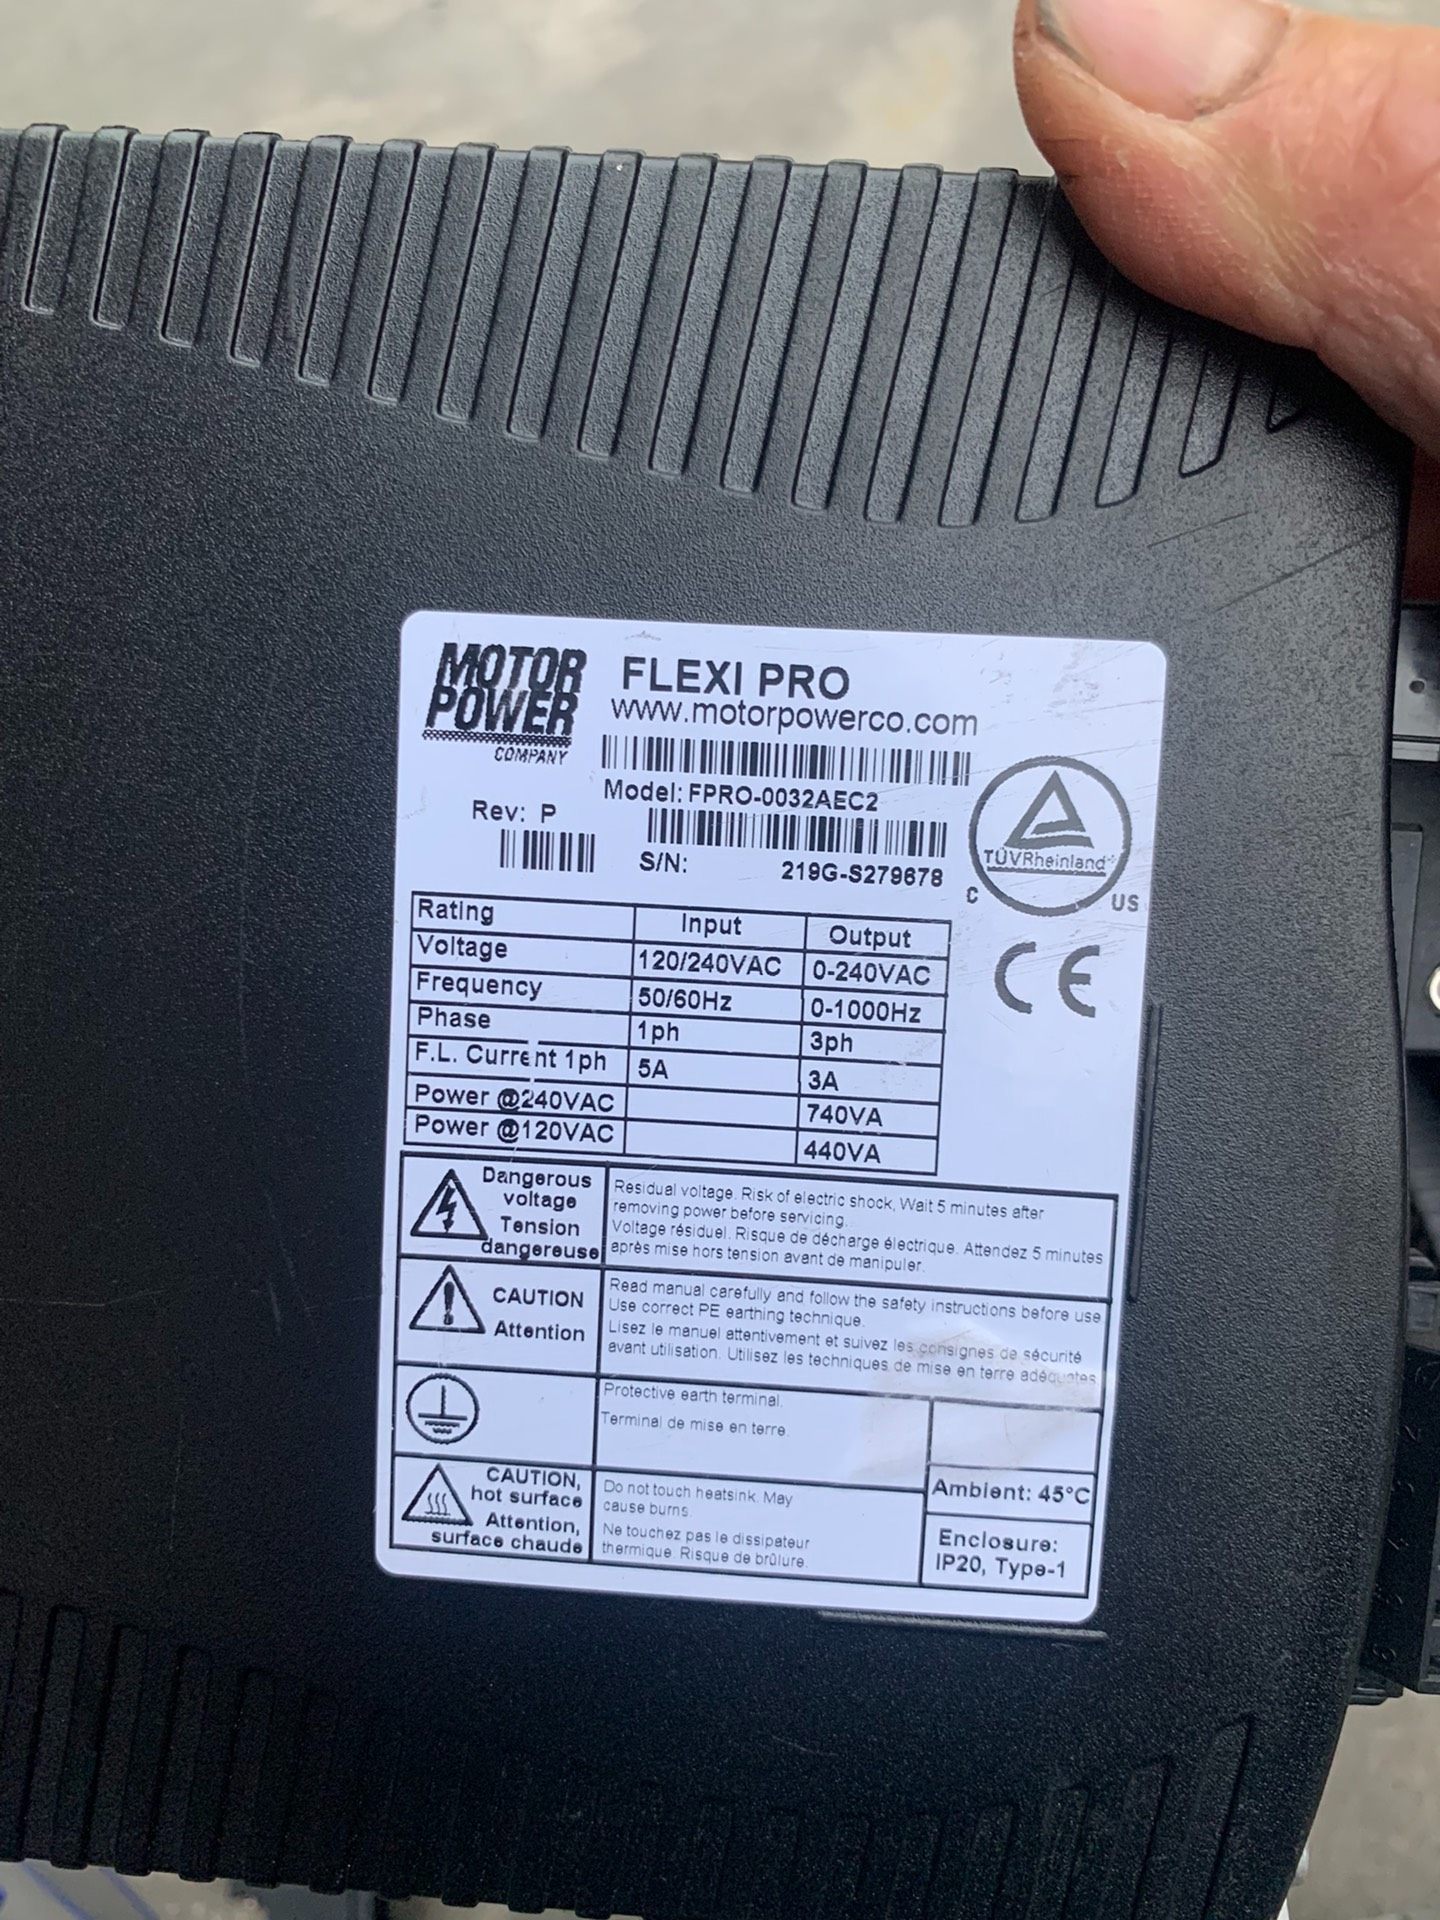 MOTOR
POWER
COMPANY
FLEXI PRO
www.motorpowerco.com
Model: FPRO-0032AEC2
Rev: P
S/N: 219G-S279678
TÜVRheinland
C US
CE
Rating Input Output
Voltage 120/240VAC 0-240VAC
Frequency 50/60Hz 0-1000Hz
Phase 1ph 3ph
F.L. Current 1ph 5A 3A
Power @240VAC 740VA
Power @120VAC 440VA
Dangerous
voltage
Tension
dangereuse
Residual voltage. Risk of electric shock, Wait 5 minutes after
removing power before servicing.
Voltage résiduel. Risque de décharge électrique. Attendez 5 minutes
après mise hors tension avant de manipuler.
CAUTION
Attention
Read manual carefully and follow the safety instructions before use
Use correct PE earthing technique.
Lisez le manuel attentivement et suivez les consignes de sécurité
avant utilisation. Utilisez les techniques de mise en terre adéquates
Protective earth terminal.
Terminal de mise en terre.
CAUTION,
hot surface
Attention,
surface chaude
Do not touch heatsink. May
cause burns.
Ne touchez pas le dissipateur
thermique. Risque de brûlure.
Ambient: 45°C
Enclosure:
IP20, Type-1